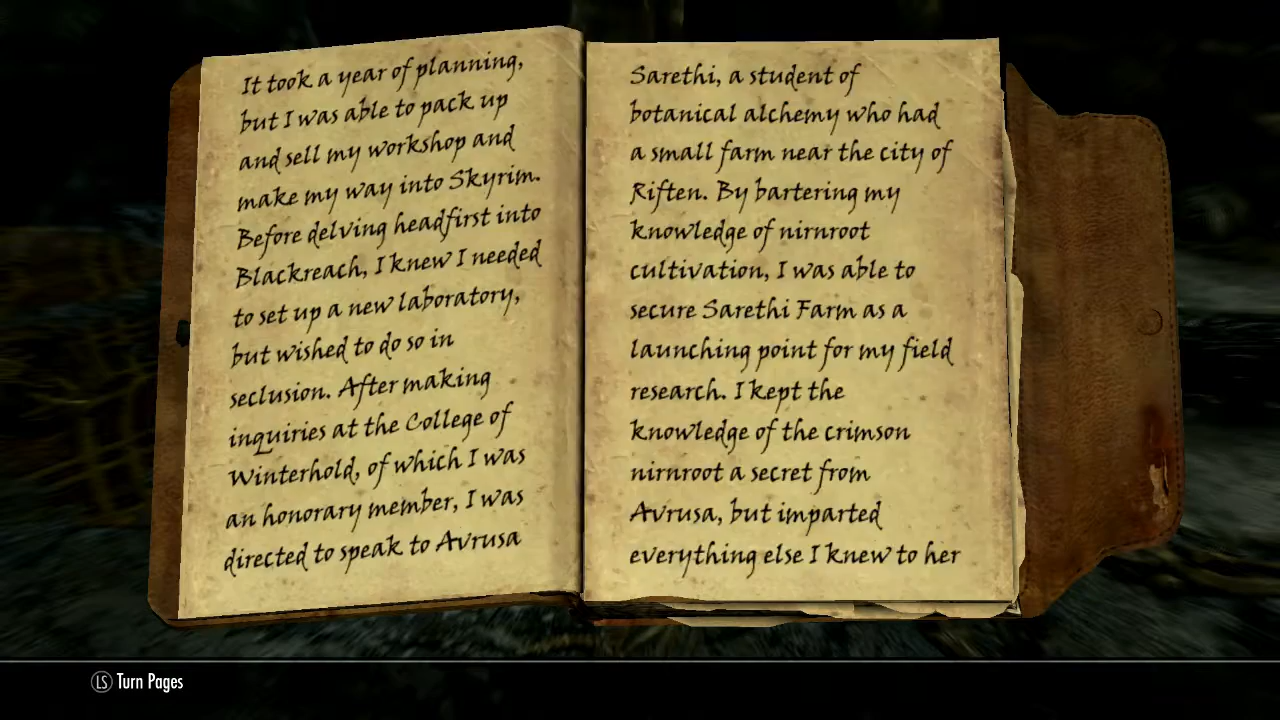 It took a year of planning,
but I was able to pack up
and sell my workshop and
make my way into Skyrim.
Before delving headfirst into
Blackreach, I knew I needed
to set up a new laboratory,
but wished to do so in
seclusion. After making
inquiries at the College of
Winterhold, of which I was
an honorary member, I was
directed to speak to Avrusa
Sarethi, a student of
botanical alchemy who had
a small farm near the city of
Riften. By bartering my
knowledge of nirnroot
cultivation, I was able to
secure Sarethi Farm as a
launching point for my field
research. I kept the
knowledge of the crimson
nirnroot a secret from
Avrusa, but imparted
everything else I knew to her
LS Turn Pages